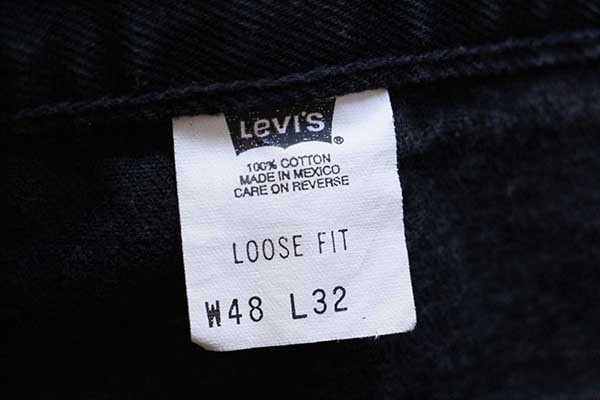 Levi's ®
100% COTTON
MADE IN MEXICO
CARE ON REVERSE
LOOSE FIT
W48 L32